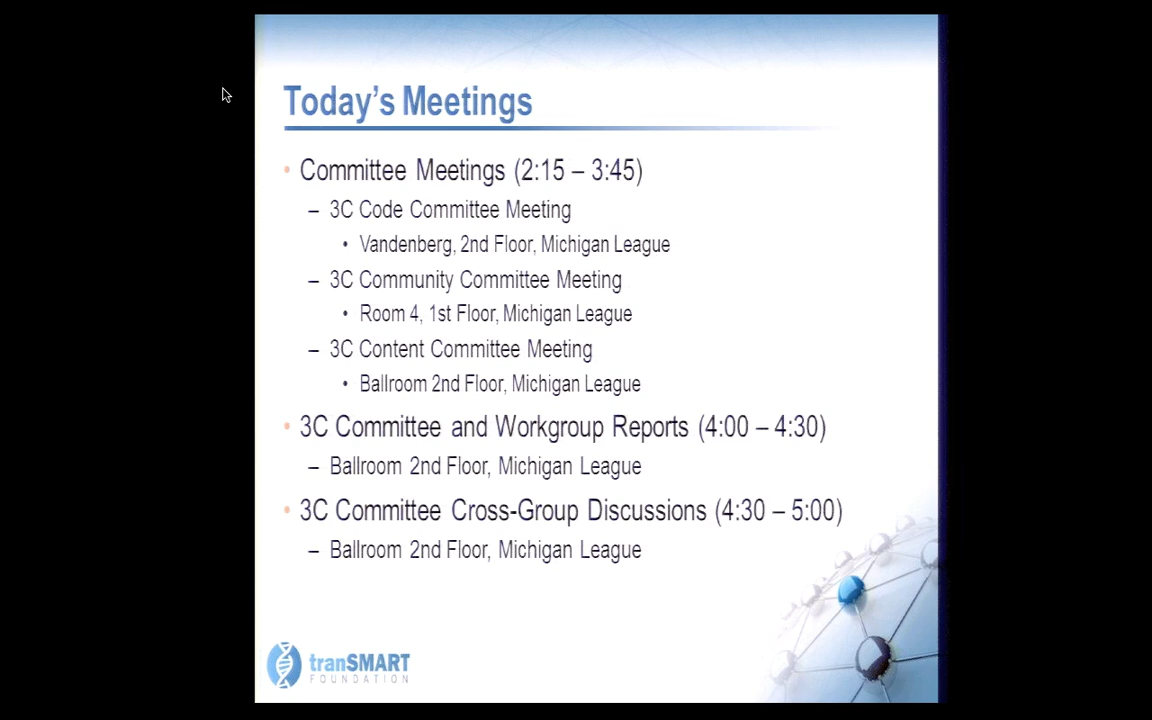 Today's Meetings
• Committee Meetings (2:15 – 3:45)
– 3C Code Committee Meeting
• Vandenberg, 2nd Floor, Michigan League
– 3C Community Committee Meeting
• Room 4, 1st Floor, Michigan League
– 3C Content Committee Meeting
• Ballroom 2nd Floor, Michigan League
• 3C Committee and Workgroup Reports (4:00 – 4:30)
– Ballroom 2nd Floor, Michigan League
• 3C Committee Cross-Group Discussions (4:30 – 5:00)
– Ballroom 2nd Floor, Michigan League
tranSMART
FOUNDATION